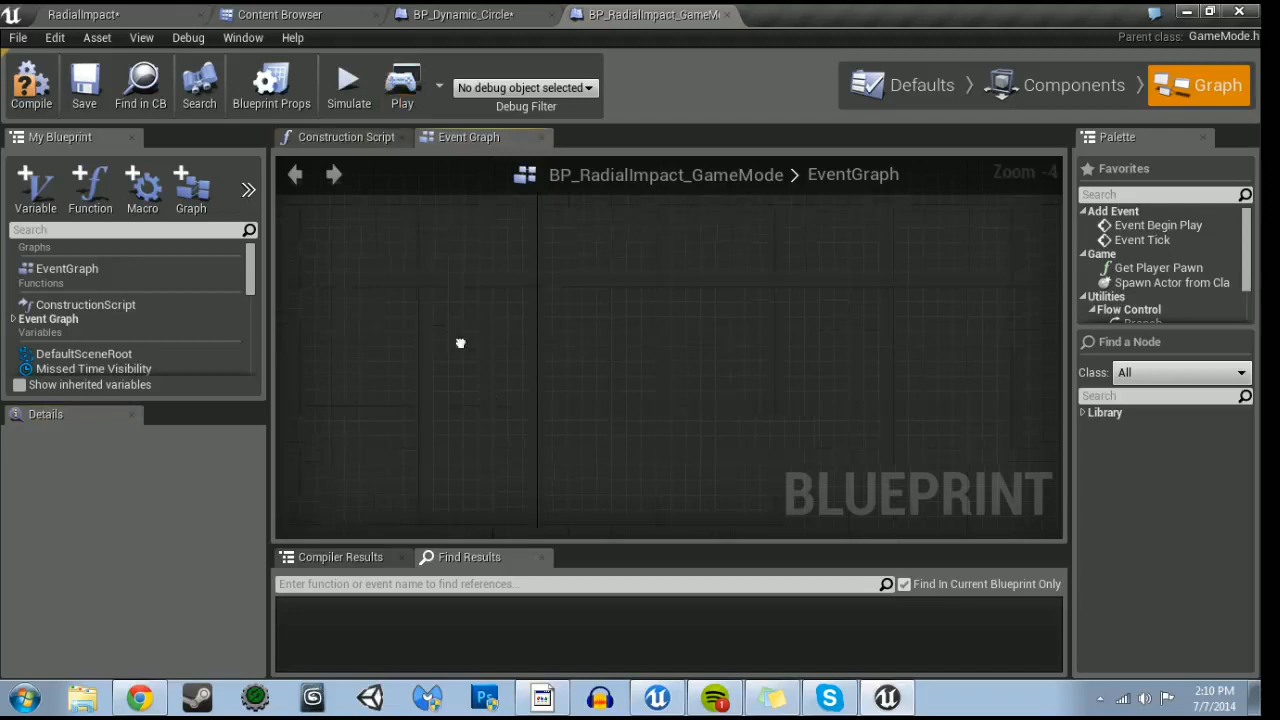 RadialImpact*
Content Browser
BP_Dynamic_Circle*
BP_RadialImpact_GameM
File Edit Asset View Debug Window Help
Parent class: GameMode.h
Compile
Save
Find in CB
Search
Blueprint Props
Simulate
Play
No debug object selected
Debug Filter
Defaults
Components
Graph
My Blueprint
Construction Script
Event Graph
Palette
Variable
Function
Macro
Graph
Search
Graphs
EventGraph
Functions
ConstructionScript
Event Graph
Variables
DefaultSceneRoot
Missed Time Visibility
Show inherited variables
Details
BP_RadialImpact_GameMode > EventGraph
Zoom -4
BLUEPRINT
Favorites
Search
Add Event
Event Begin Play
Event Tick
Game
Get Player Pawn
Spawn Actor from Cla
Utilities
Flow Control
Find a Node
Class: All
Search
Library
Compiler Results
Find Results
Enter function or event name to find references...
Find In Current Blueprint Only
2:10 PM
7/7/2014